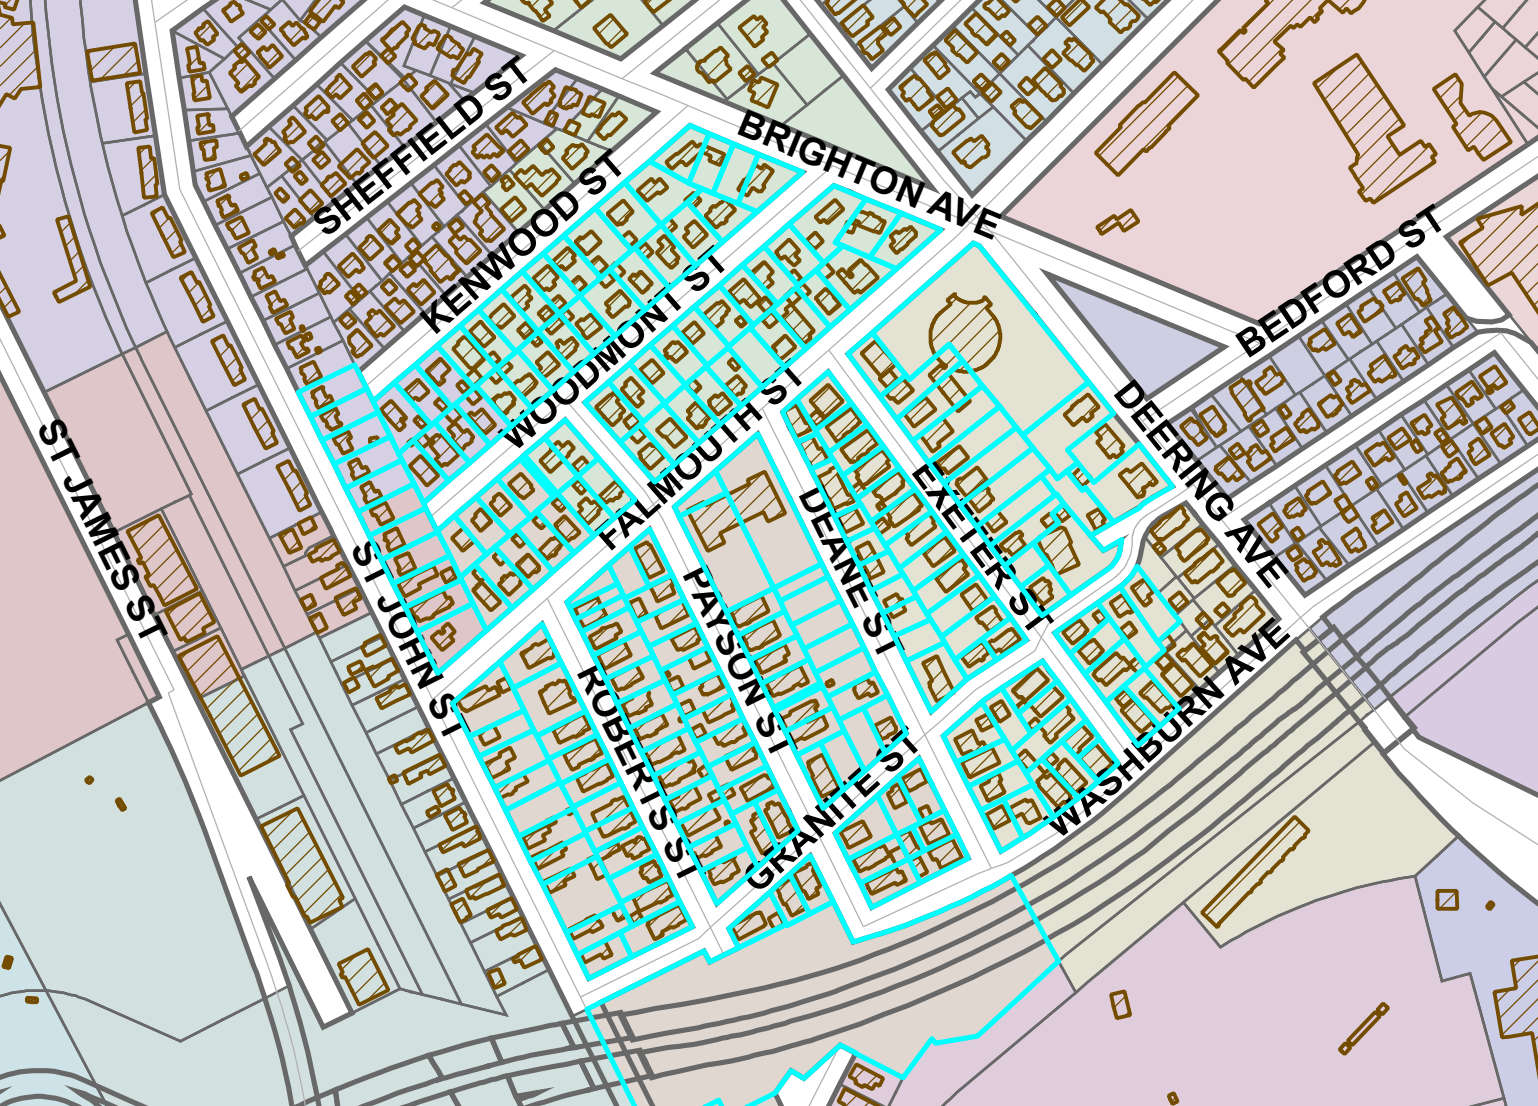 SHEFFIELD ST
BRIGHTON AVE
KENWOOD ST
BEDFORD ST
WOODMONT ST
FALMOUTH ST
DEERING AVE
ST JAMES ST
EXETER ST
DEANE ST
ST JOHN ST
PAYSON ST
ROBERTS ST
WASHBURN AVE
GRANITE ST